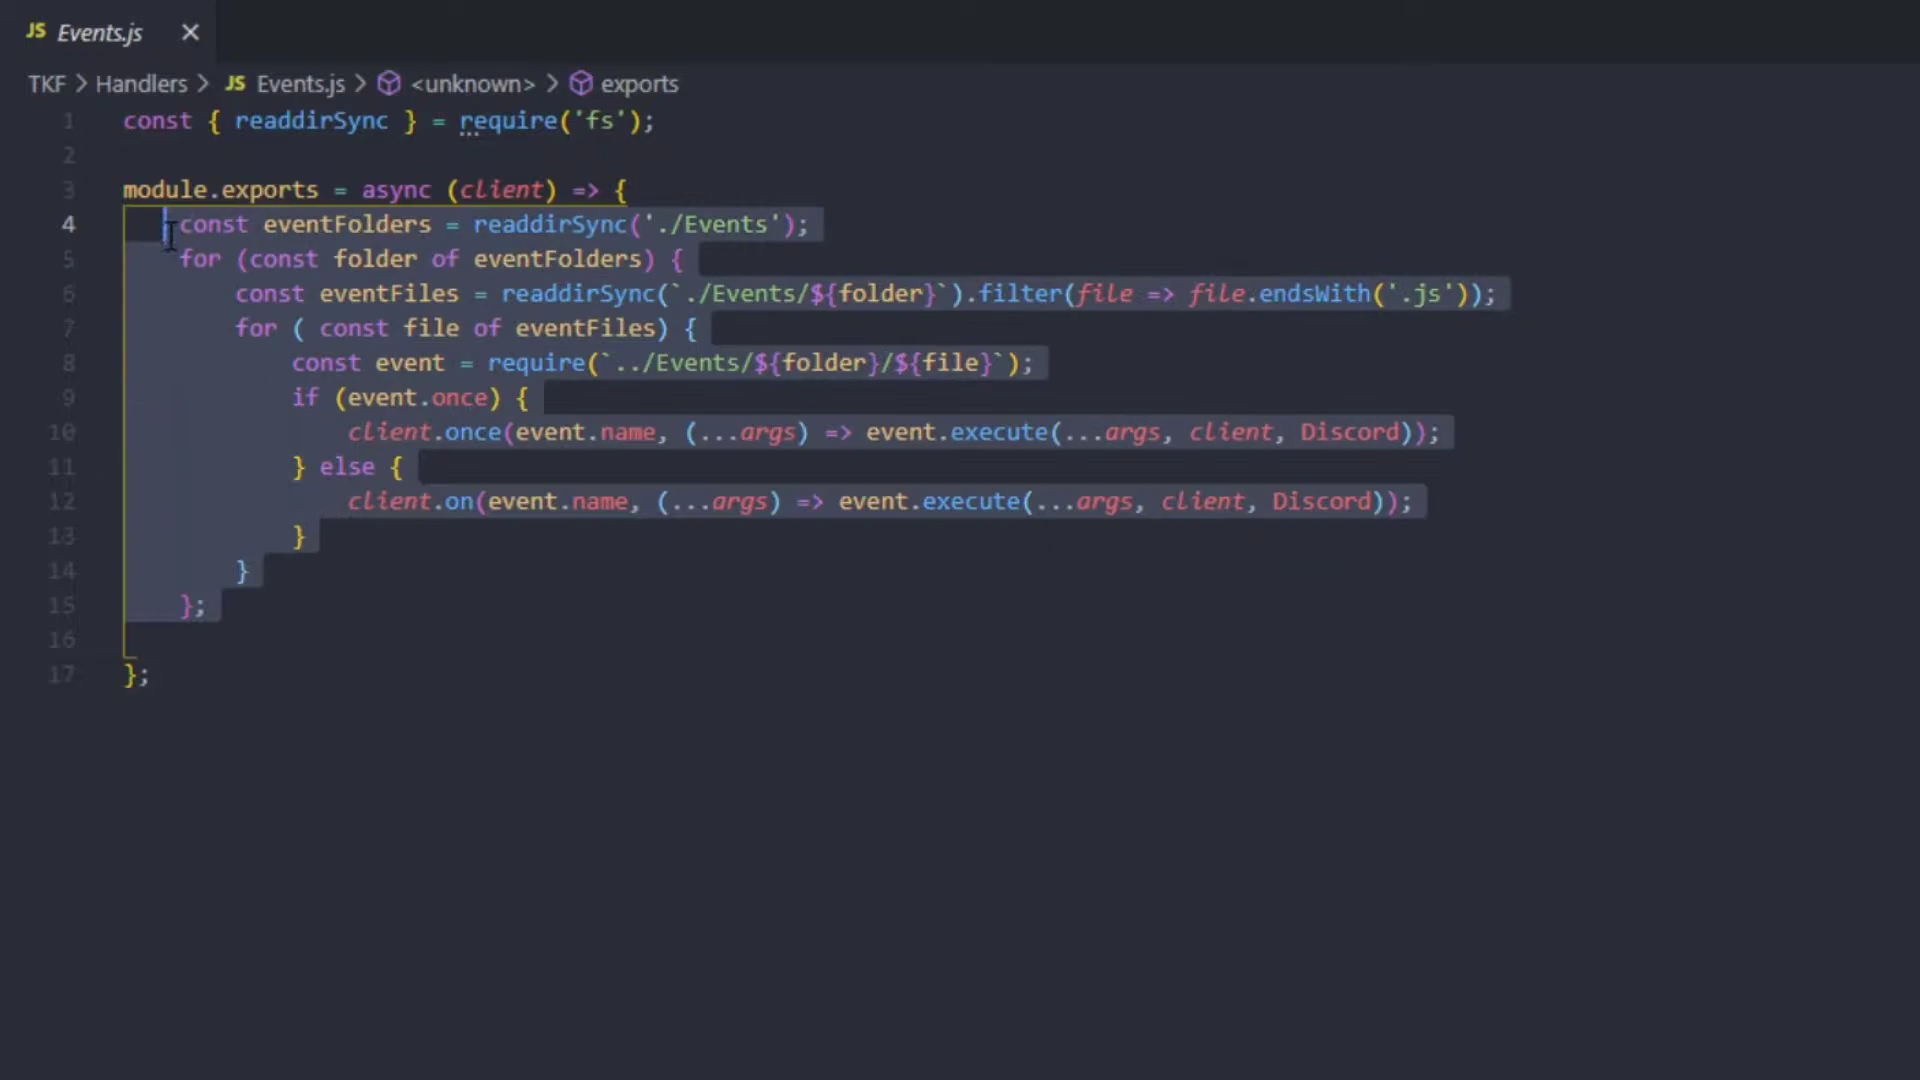 JS Events.js ×
TKF > Handlers > JS Events.js > <unknown> > exports
1 const { readdirSync } = require('fs');
2
3 module.exports = async (client) => {
4 const eventFolders = readdirSync('./Events');
5 for (const folder of eventFolders) {
6 const eventFiles = readdirSync(`./Events/${folder}`).filter(file => file.endsWith('.js'));
7 for ( const file of eventFiles) {
8 const event = require(`../Events/${folder}/${file}`);
9 if (event.once) {
10 client.once(event.name, (...args) => event.execute(...args, client, Discord));
11 } else {
12 client.on(event.name, (...args) => event.execute(...args, client, Discord));
13 }
14 }
15 };
16
17 };